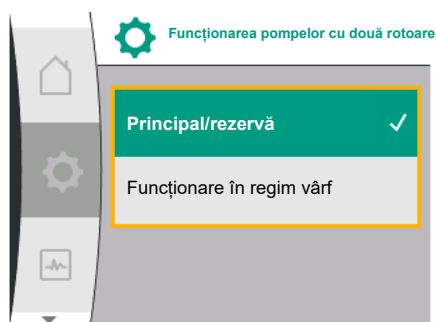 Funcționarea pompelor cu două rotoare
Principal/rezervă
Funcționare în regim vârf